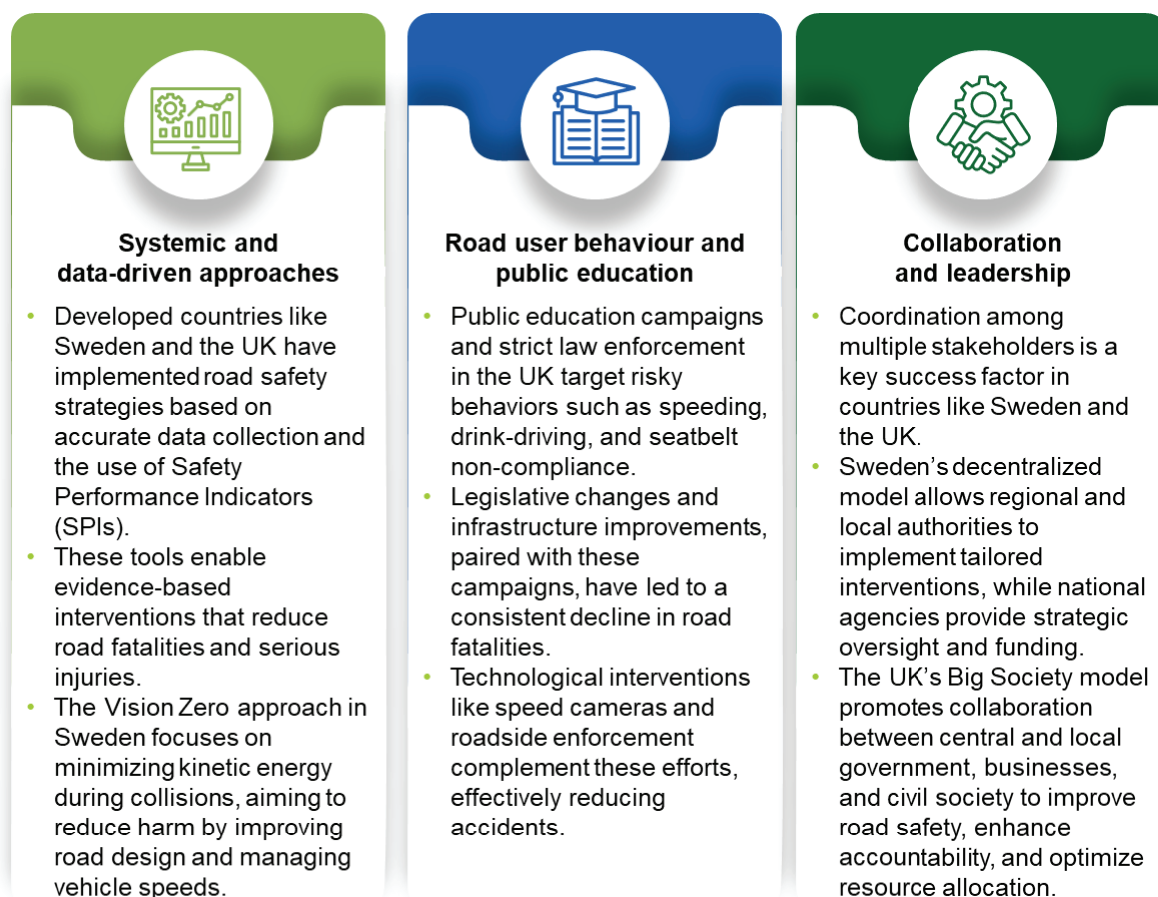 Systemic and
data-driven approaches
• Developed countries like
Sweden and the UK have
implemented road safety
strategies based on
accurate data collection and
the use of Safety
Performance Indicators
(SPIs).
• These tools enable
evidence-based
interventions that reduce
road fatalities and serious
injuries.
• The Vision Zero approach in
Sweden focuses on
minimizing kinetic energy
during collisions, aiming to
reduce harm by improving
road design and managing
vehicle speeds.
Road user behaviour and
public education
• Public education campaigns
and strict law enforcement
in the UK target risky
behaviors such as speeding,
drink-driving, and seatbelt
non-compliance.
• Legislative changes and
infrastructure improvements,
paired with these
campaigns, have led to a
consistent decline in road
fatalities.
• Technological interventions
like speed cameras and
roadside enforcement
complement these efforts,
effectively reducing
accidents.
Collaboration
and leadership
• Coordination among
multiple stakeholders is a
key success factor in
countries like Sweden and
the UK.
• Sweden’s decentralized
model allows regional and
local authorities to
implement tailored
interventions, while national
agencies provide strategic
oversight and funding.
• The UK’s Big Society model
promotes collaboration
between central and local
government, businesses,
and civil society to improve
road safety, enhance
accountability, and optimize
resource allocation.